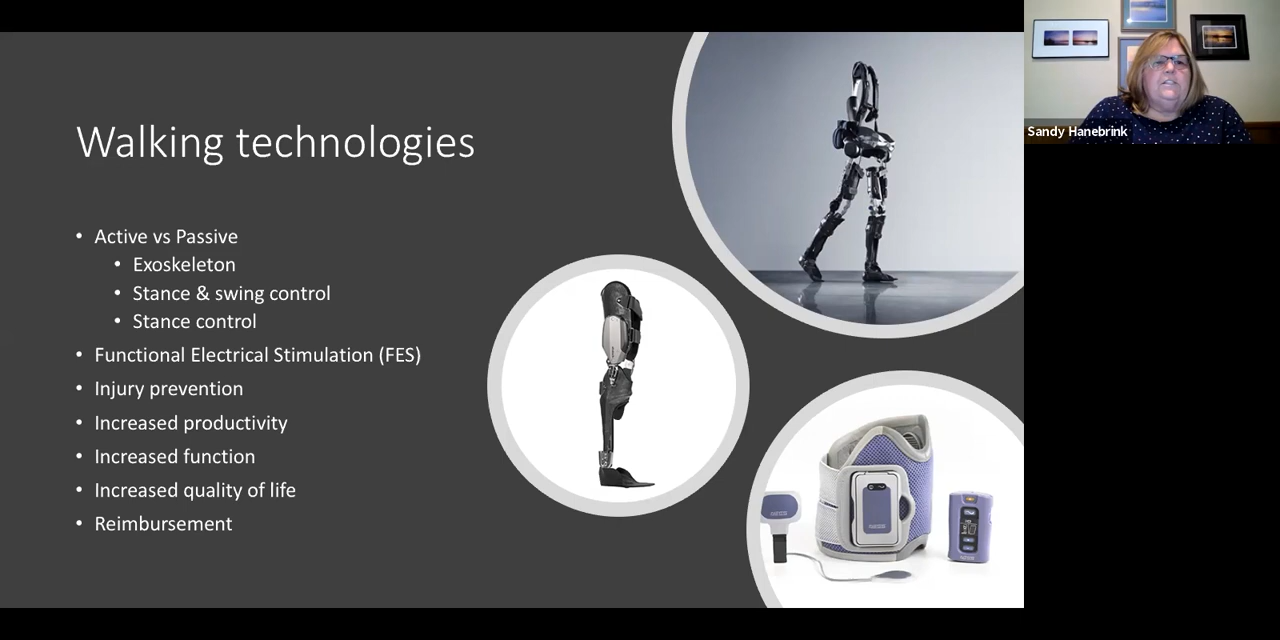 Walking technologies
• Active vs Passive
• Exoskeleton
• Stance & swing control
• Stance control
• Functional Electrical Stimulation (FES)
• Injury prevention
• Increased productivity
• Increased function
• Increased quality of life
• Reimbursement
Sandy Hanebrink